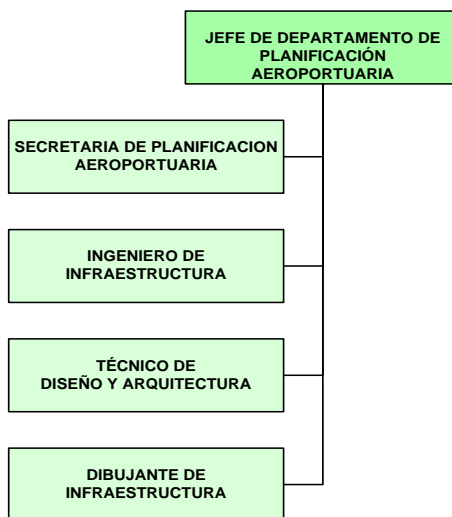 JEFE DE DEPARTAMENTO DE
PLANIFICACIÓN
AEROPORTUARIA
SECRETARIA DE PLANIFICACION
AEROPORTUARIA
INGENIERO DE
INFRAESTRUCTURA
TÉCNICO DE
DISEÑO Y ARQUITECTURA
DIBUJANTE DE
INFRAESTRUCTURA